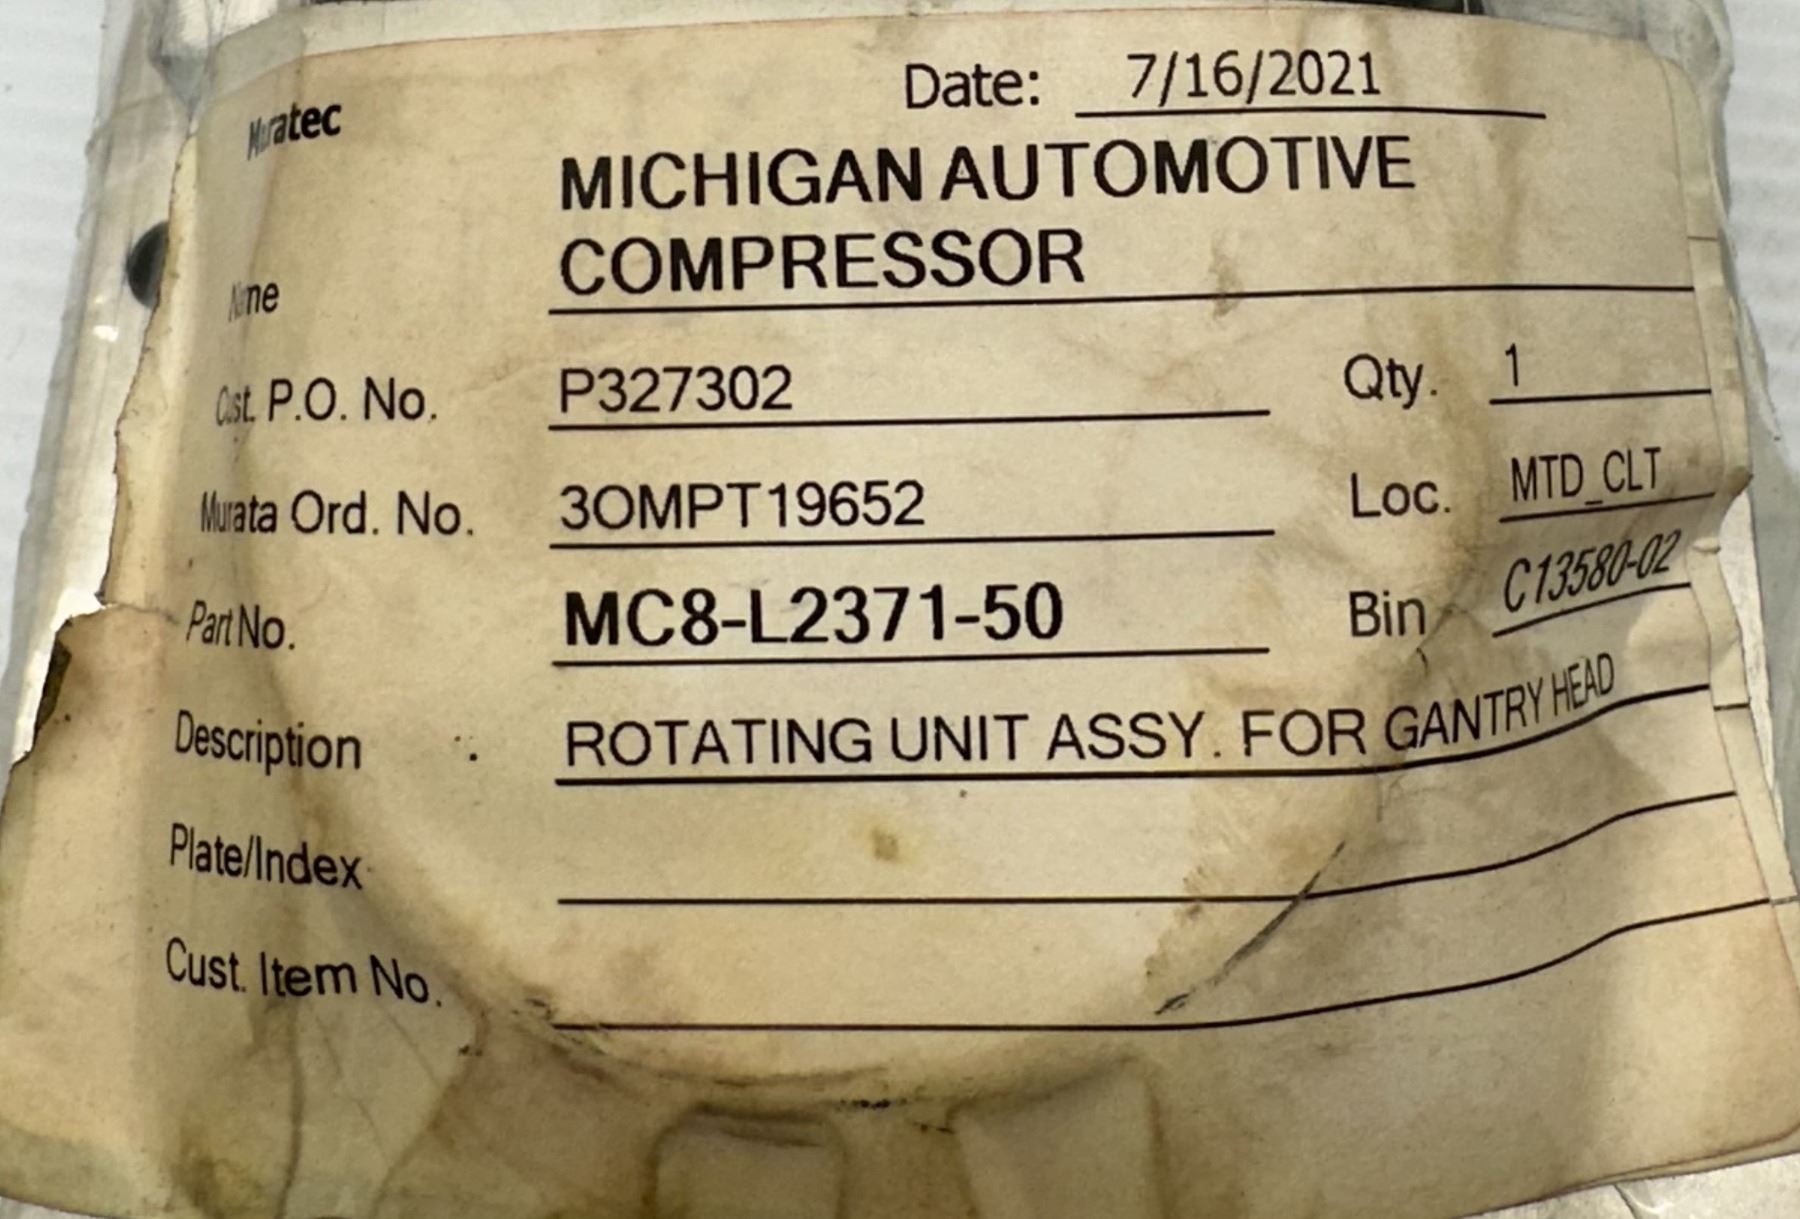 Muratec
Date: 7/16/2021
Name MICHIGAN AUTOMOTIVE
COMPRESSOR
Cust. P.O. No. P327302 Qty. 1
Murata Ord. No. 3OMPT19652 Loc. MTD_CLT
Part No. MC8-L2371-50 Bin C13580-02
Description : ROTATING UNIT ASSY. FOR GANTRY HEAD
Plate/Index
Cust. Item No.